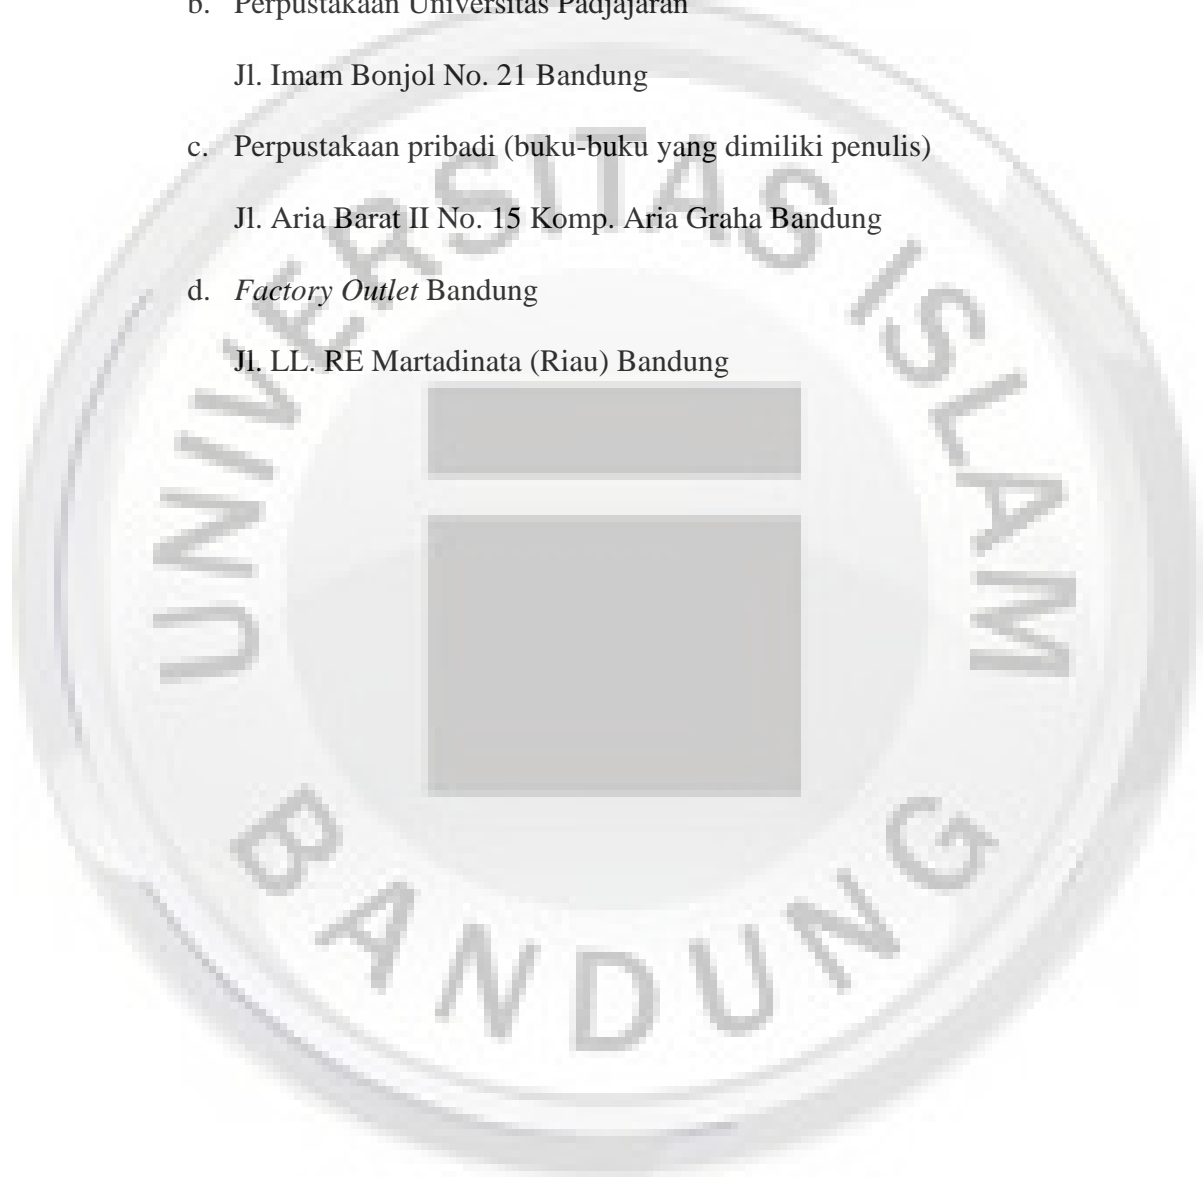 b. Perpustakaan Universitas Padjajaran
Jl. Imam Bonjol No. 21 Bandung
c. Perpustakaan pribadi (buku-buku yang dimiliki penulis)
Jl. Aria Barat II No. 15 Komp. Aria Graha Bandung
d. Factory Outlet Bandung
Jl. LL. RE Martadinata (Riau) Bandung
UNIVERSITAS ISLAM
BANDUNG